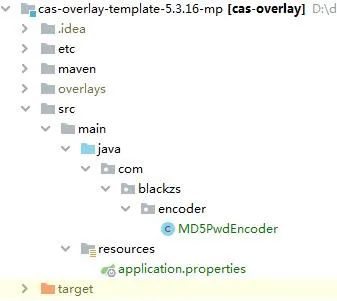 cas-overlay-template-5.3.16-mp [cas-overlay] D:\d
.idea
etc
maven
overlays
src
main
java
com
blackzs
encoder
MD5PwdEncoder
resources
application.properties
target